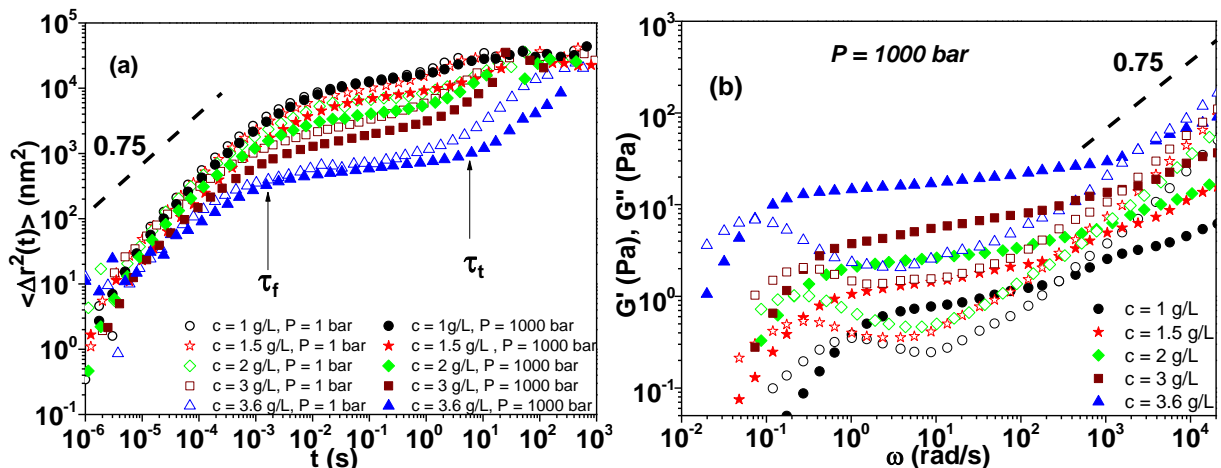 (a)
0.75
10^5
10^4
10^3
10^2
10^1
10^0
10^-1
<Δr²(t)> (nm²)
τ_f
τ_t
c = 1 g/L, P = 1 bar
c = 1g/L, P = 1000 bar
c = 1.5 g/L, P = 1 bar
c = 1.5 g/L , P = 1000 bar
c = 2 g/L, P = 1 bar
c = 2 g/L, P = 1000 bar
c = 3 g/L, P = 1 bar
c = 3 g/L, P = 1000 bar
c = 3.6 g/L, P = 1 bar
c = 3.6 g/L, P = 1000 bar
10^-6 10^-5 10^-4 10^-3 10^-2 10^-1 10^0 10^1 10^2 10^3
t (s)
P = 1000 bar
(b)
0.75
10^3
10^2
10^1
10^0
10^-1
G' (Pa), G'' (Pa)
c = 1 g/L
c = 1.5 g/L
c = 2 g/L
c = 3 g/L
c = 3.6 g/L
10^-2 10^-1 10^0 10^1 10^2 10^3 10^4
ω (rad/s)